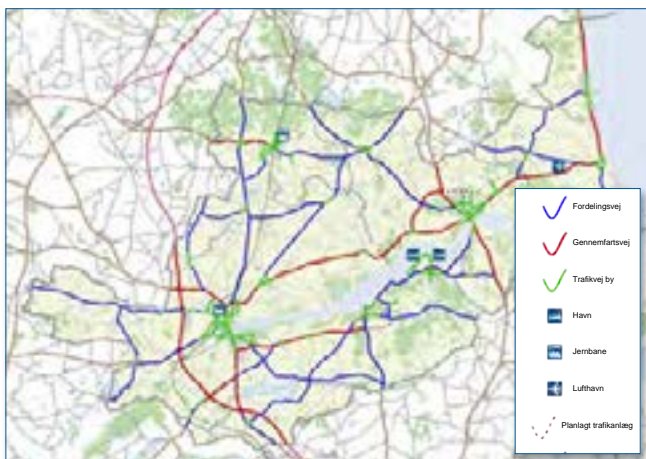 Fordelingsvej
Gennemfartsvej
Trafikvej by
Havn
Jernbane
Lufthavn
Planlagt trafikanlæg